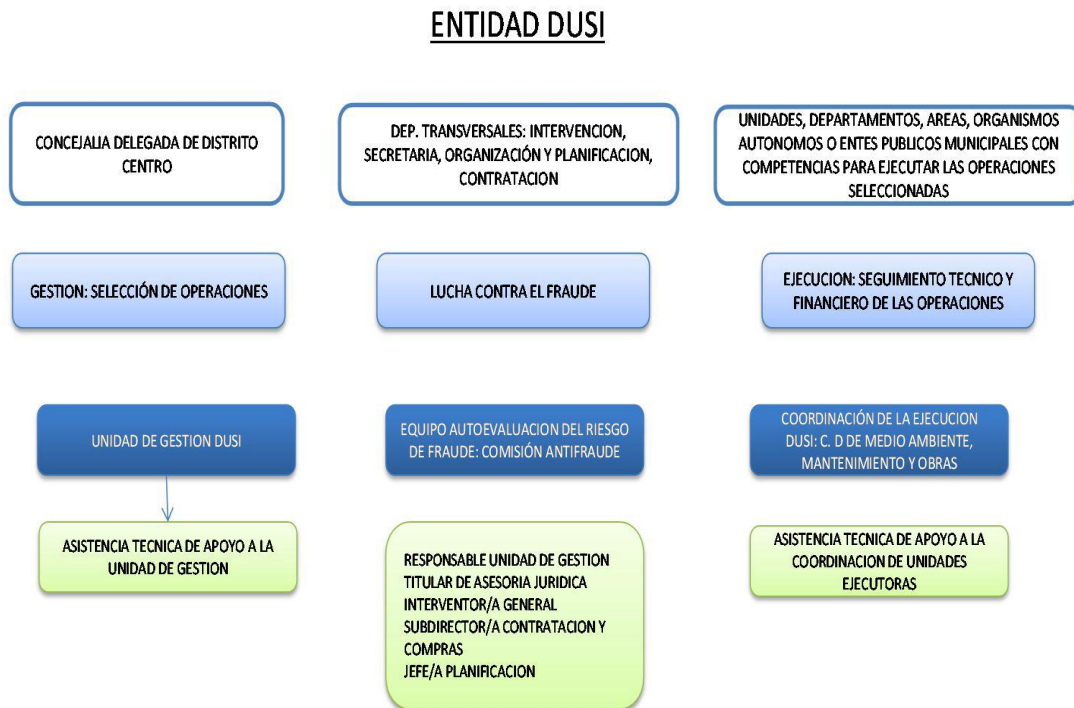 ENTIDAD DUSI
CONCEJALIA DELEGADA DE DISTRITO
CENTRO
DEP. TRANSVERSALES: INTERVENCION,
SECRETARIA, ORGANIZACIÓN Y PLANIFICACION,
CONTRATACION
UNIDADES, DEPARTAMENTOS, AREAS, ORGANISMOS
AUTONOMOS O ENTES PUBLICOS MUNICIPALES CON
COMPETENCIAS PARA EJECUTAR LAS OPERACIONES
SELECCIONADAS
GESTION: SELECCIÓN DE OPERACIONES
LUCHA CONTRA EL FRAUDE
EJECUCION: SEGUIMIENTO TECNICO Y
FINANCIERO DE LAS OPERACIONES
UNIDAD DE GESTION DUSI
EQUIPO AUTOEVALUACION DEL RIESGO
DE FRAUDE: COMISIÓN ANTIFRAUDE
COORDINACIÓN DE LA EJECUCION
DUSI: C. D DE MEDIO AMBIENTE,
MANTENIMIENTO Y OBRAS
ASISTENCIA TECNICA DE APOYO A LA
UNIDAD DE GESTION
RESPONSABLE UNIDAD DE GESTION
TITULAR DE ASESORIA JURIDICA
INTERVENTOR/A GENERAL
SUBDIRECTOR/A CONTRATACION Y
COMPRAS
JEFE/A PLANIFICACION
ASISTENCIA TECNICA DE APOYO A LA
COORDINACION DE UNIDADES
EJECUTORAS